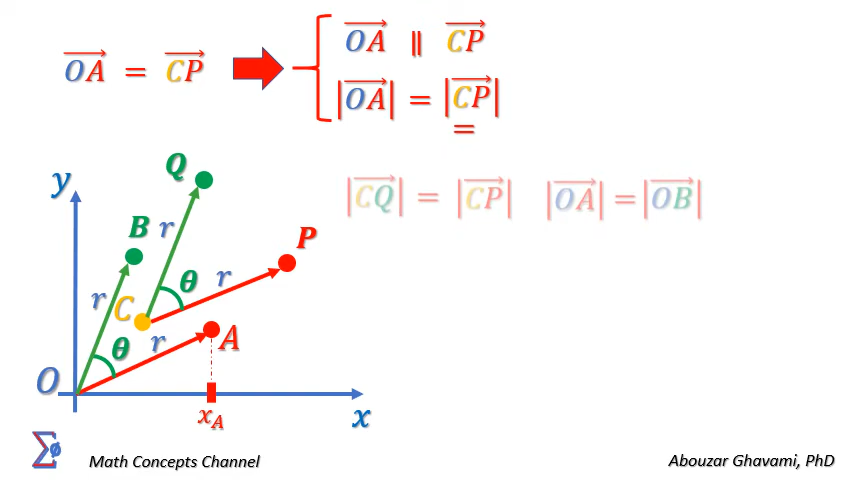 OA = CP
OA ∥ CP
|OA| = |CP|
=
|CQ| = |CP| |OA| = |OB|
y
Q
B
r
P
θ
r
r
C
θ
r
A
O
x_A
x
∑∅
Math Concepts Channel
Abouzar Ghavami, PhD